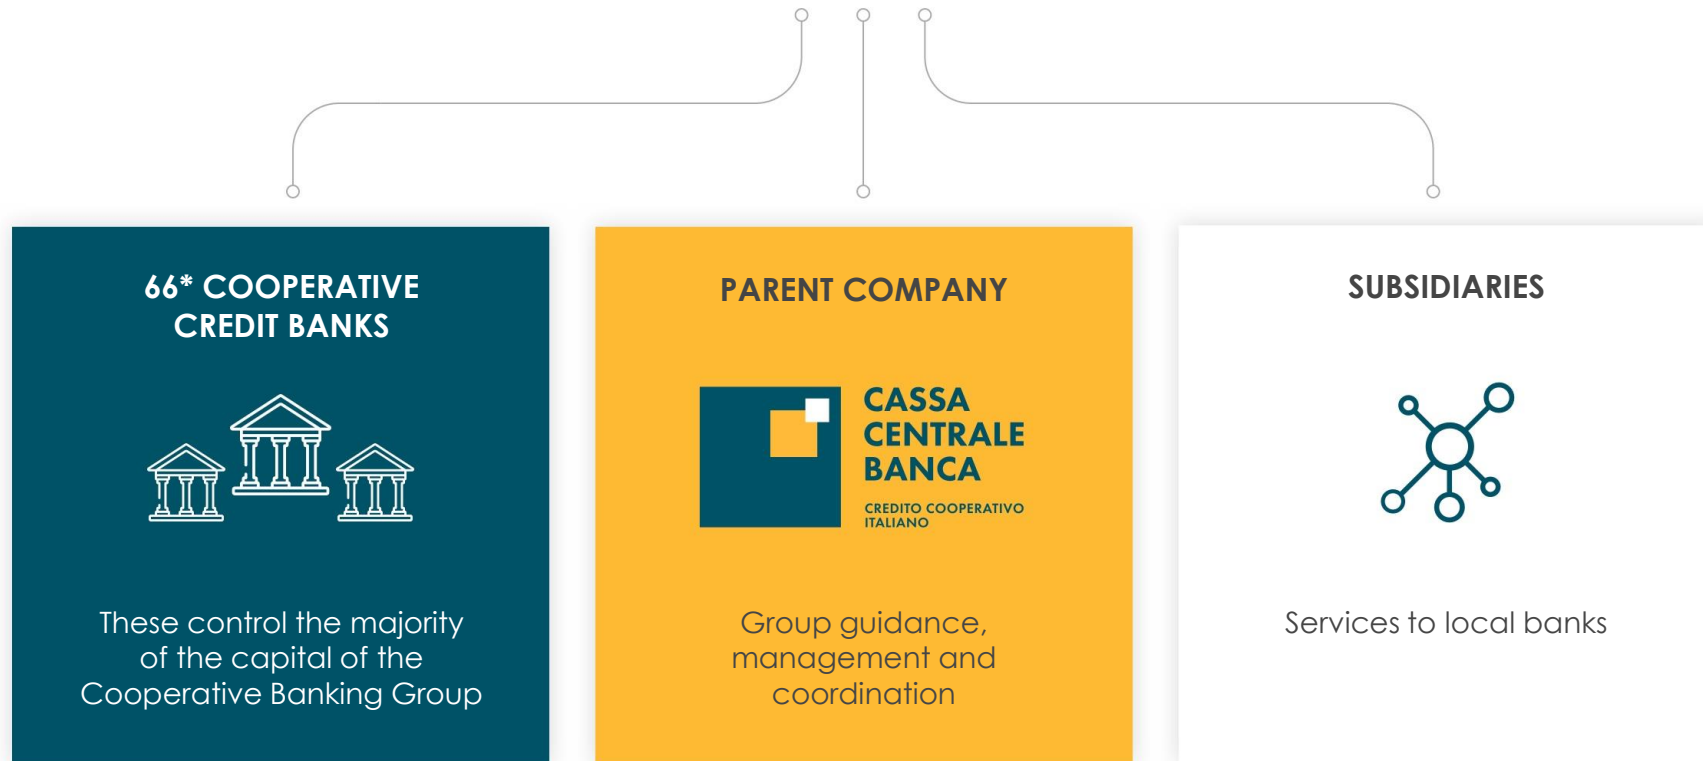 66* COOPERATIVE
CREDIT BANKS
These control the majority
of the capital of the
Cooperative Banking Group
PARENT COMPANY
CASSA
CENTRALE
BANCA
CREDITO COOPERATIVO
ITALIANO
Group guidance,
management and
coordination
SUBSIDIARIES
Services to local banks